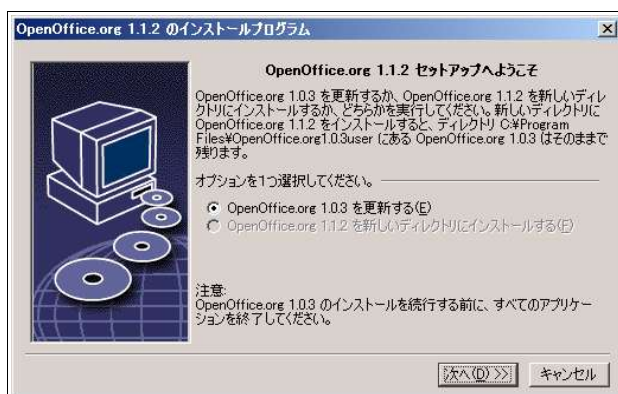 OpenOffice.org 1.1.2 のインストールプログラム
OpenOffice.org 1.1.2 セットアップへようこそ
OpenOffice.org 1.0.3 を更新するか、OpenOffice.org 1.1.2 を新しいディレ
クトリにインストールするか、どちらかを実行してください。新しいディレクトリに
OpenOffice.org 1.1.2 をインストールすると、ディレクトリ C:¥Program
Files¥OpenOffice.org1.0.3user にある OpenOffice.org 1.0.3 はそのままで
残ります。
オプションを1つ選択してください。
OpenOffice.org 1.0.3 を更新する(E)
OpenOffice.org 1.1.2 を新しいディレクトリにインストールする(F)
注意:
OpenOffice.org 1.0.3 のインストールを続行する前に、すべてのアプリケー
ションを終了してください。
次へ(D) >>
キャンセル